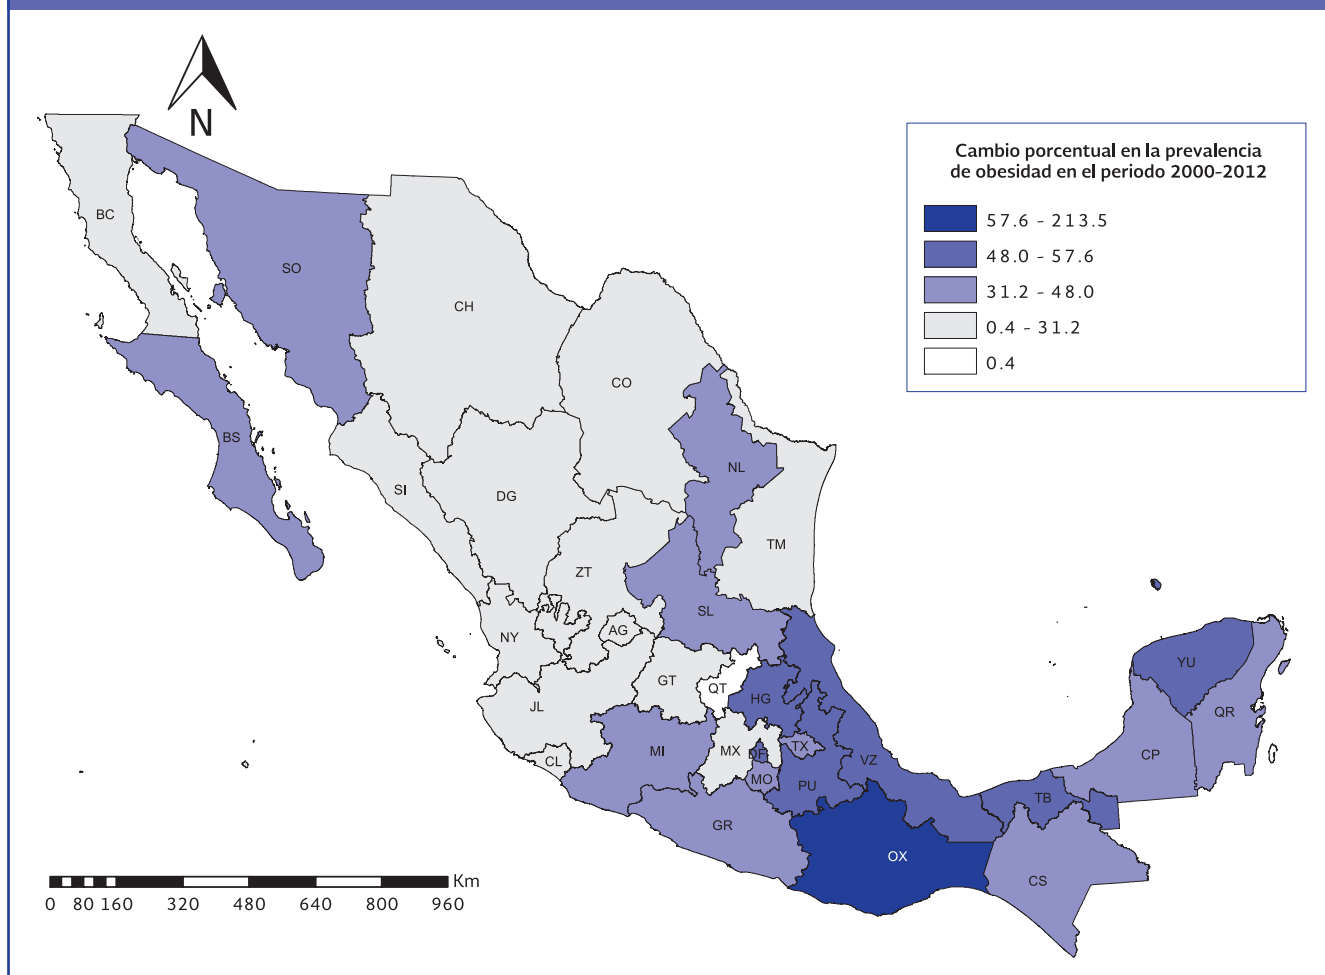 N
Cambio porcentual en la prevalencia
de obesidad en el periodo 2000-2012
57.6 - 213.5
48.0 - 57.6
31.2 - 48.0
0.4 - 31.2
0.4
BC
SO
CH
CO
BS
NL
SI
DG
TM
ZT
SL
NY
AG
YU
GT
QT
HG
JL
QR
MI
MX
DF
TX
CP
CL
VZ
MO
PU
TB
GR
OX
CS
Km
0 80 160 320 480 640 800 960